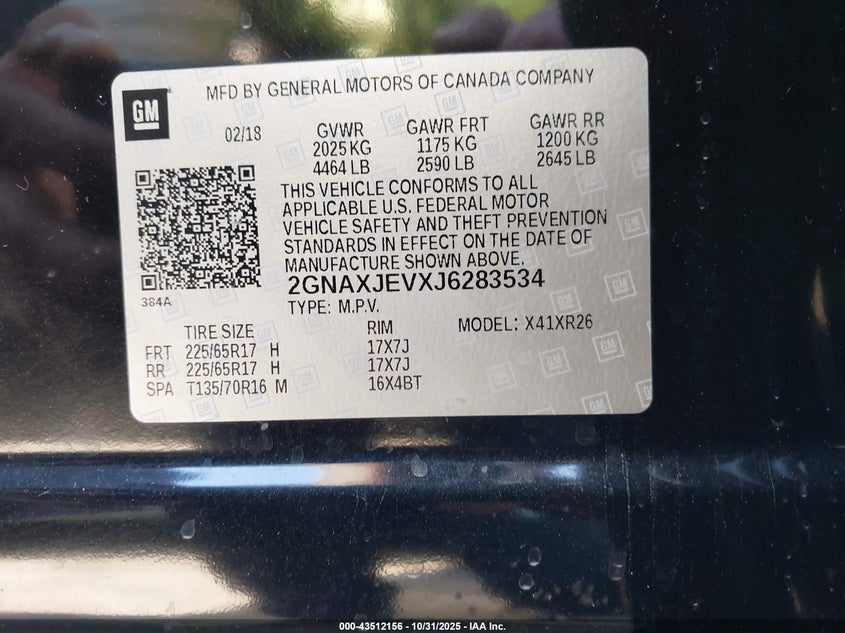 MFD BY GENERAL MOTORS OF CANADA COMPANY
GM
02/18 GVWR GAWR FRT GAWR RR
2025 KG 1175 KG 1200 KG
4464 LB 2590 LB 2645 LB
THIS VEHICLE CONFORMS TO ALL
APPLICABLE U.S. FEDERAL MOTOR
VEHICLE SAFETY AND THEFT PREVENTION
STANDARDS IN EFFECT ON THE DATE OF
MANUFACTURE SHOWN ABOVE.
2GNAXJEVXJ6283534
384A
TYPE: M.P.V.
TIRE SIZE RIM MODEL: X41XR26
FRT 225/65R17 H 17X7J
RR 225/65R17 H 17X7J
SPA T135/70R16 M 16X4BT
000-43512156 - 10/31/2025 - IAA Inc.